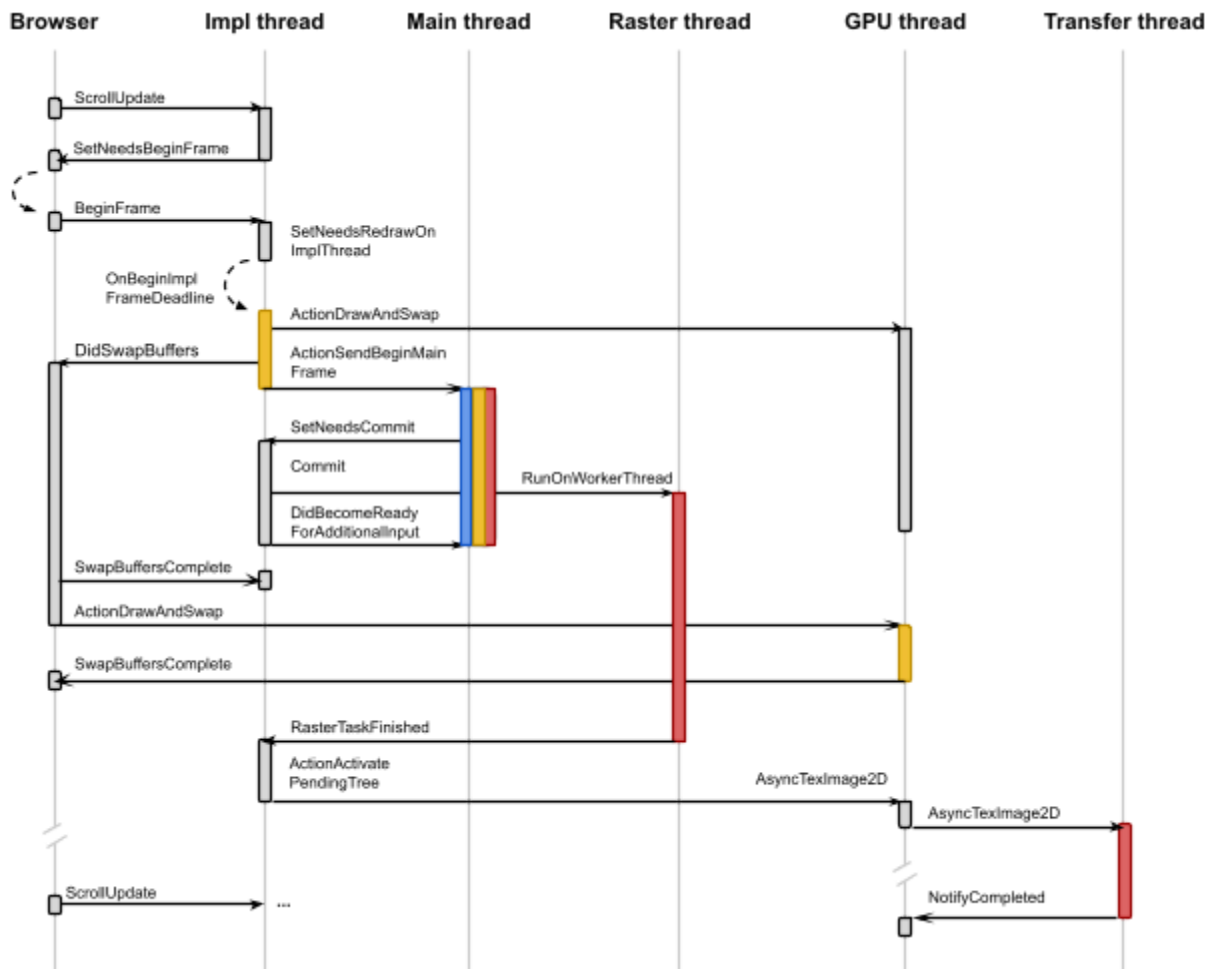 Browser
Impl thread
Main thread
Raster thread
GPU thread
Transfer thread
ScrollUpdate
SetNeedsBeginFrame
BeginFrame
SetNeedsRedrawOn
ImplThread
OnBeginImpl
FrameDeadline
ActionDrawAndSwap
DidSwapBuffers
ActionSendBeginMain
Frame
SetNeedsCommit
Commit
RunOnWorkerThread
DidBecomeReady
ForAdditionalInput
SwapBuffersComplete
ActionDrawAndSwap
SwapBuffersComplete
RasterTaskFinished
ActionActivate
PendingTree
AsyncTexImage2D
AsyncTexImage2D
ScrollUpdate
...
NotifyCompleted